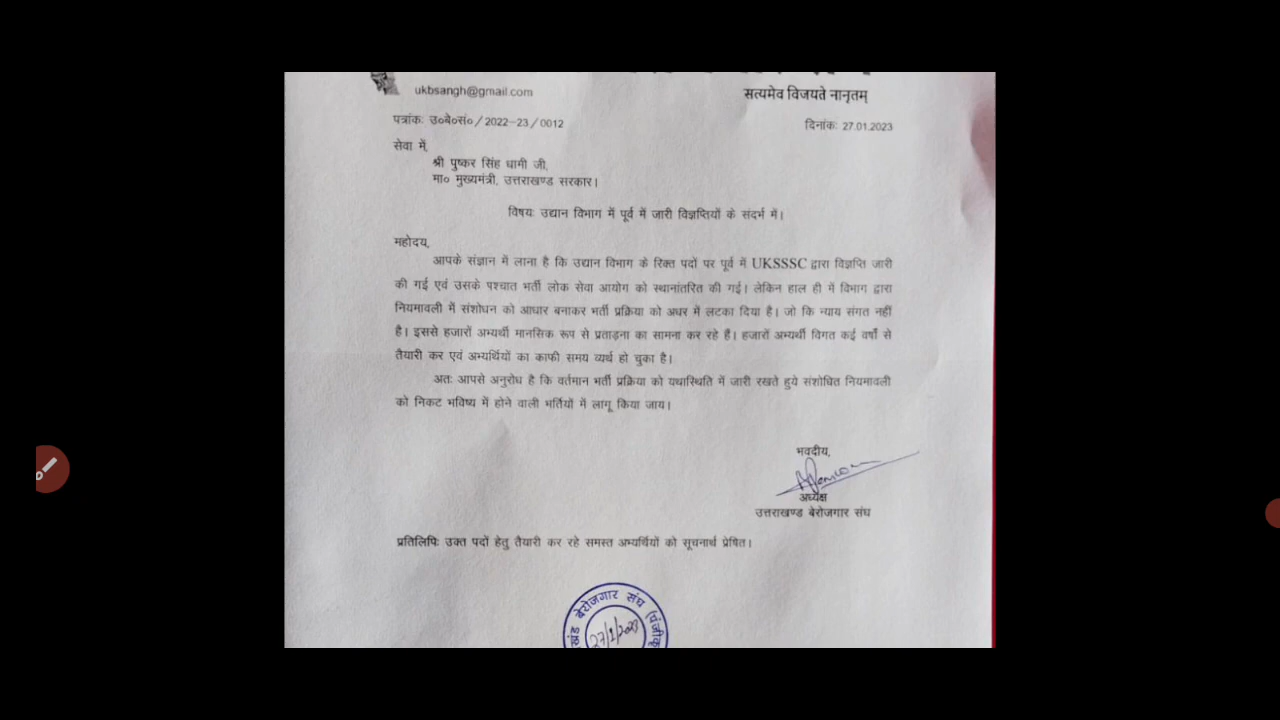 ukbsangh@gmail.com
सत्यमेव विजयते नानृतम्
पत्रांकः उ०बे०सं० / 2022-23 / 0012
दिनांकः 27.01.2023
सेवा में,
श्री पुष्कर सिंह धामी जी,
मा० मुख्यमंत्री, उत्तराखण्ड सरकार।
विषयः उद्यान विभाग में पूर्व में जारी विज्ञप्तियों के संदर्भ में।
महोदय,
आपके संज्ञान में लाना है कि उद्यान विभाग के रिक्त पदों पर पूर्व में UKSSSC द्वारा विज्ञप्ति जारी
की गई एवं उसके पश्चात भर्ती लोक सेवा आयोग को स्थानांतरित की गई। लेकिन हाल ही में विभाग द्वारा
नियमावली में संशोधन को आधार बनाकर भर्ती प्रक्रिया को अधर में लटका दिया है। जो कि न्याय संगत नहीं
है। इससे हजारों अभ्यर्थी मानसिक रूप से प्रताड़ना का सामना कर रहे हैं। हजारों अभ्यर्थी विगत कई वर्षों से
तैयारी कर एवं अभ्यर्थियों का काफी समय व्यर्थ हो चुका है।
अतः आपसे अनुरोध है कि वर्तमान भर्ती प्रक्रिया को यथास्थिति में जारी रखते हुये संशोधित नियमावली
को निकट भविष्य में होने वाली भर्तियों में लागू किया जाय।
भवदीय,
अध्यक्ष
उत्तराखण्ड बेरोजगार संघ
प्रतिलिपिः उक्त पदों हेतु तैयारी कर रहे समस्त अभ्यर्थियों को सूचनार्थ प्रेषित।
बेरोजगार संघ
27/1/2023